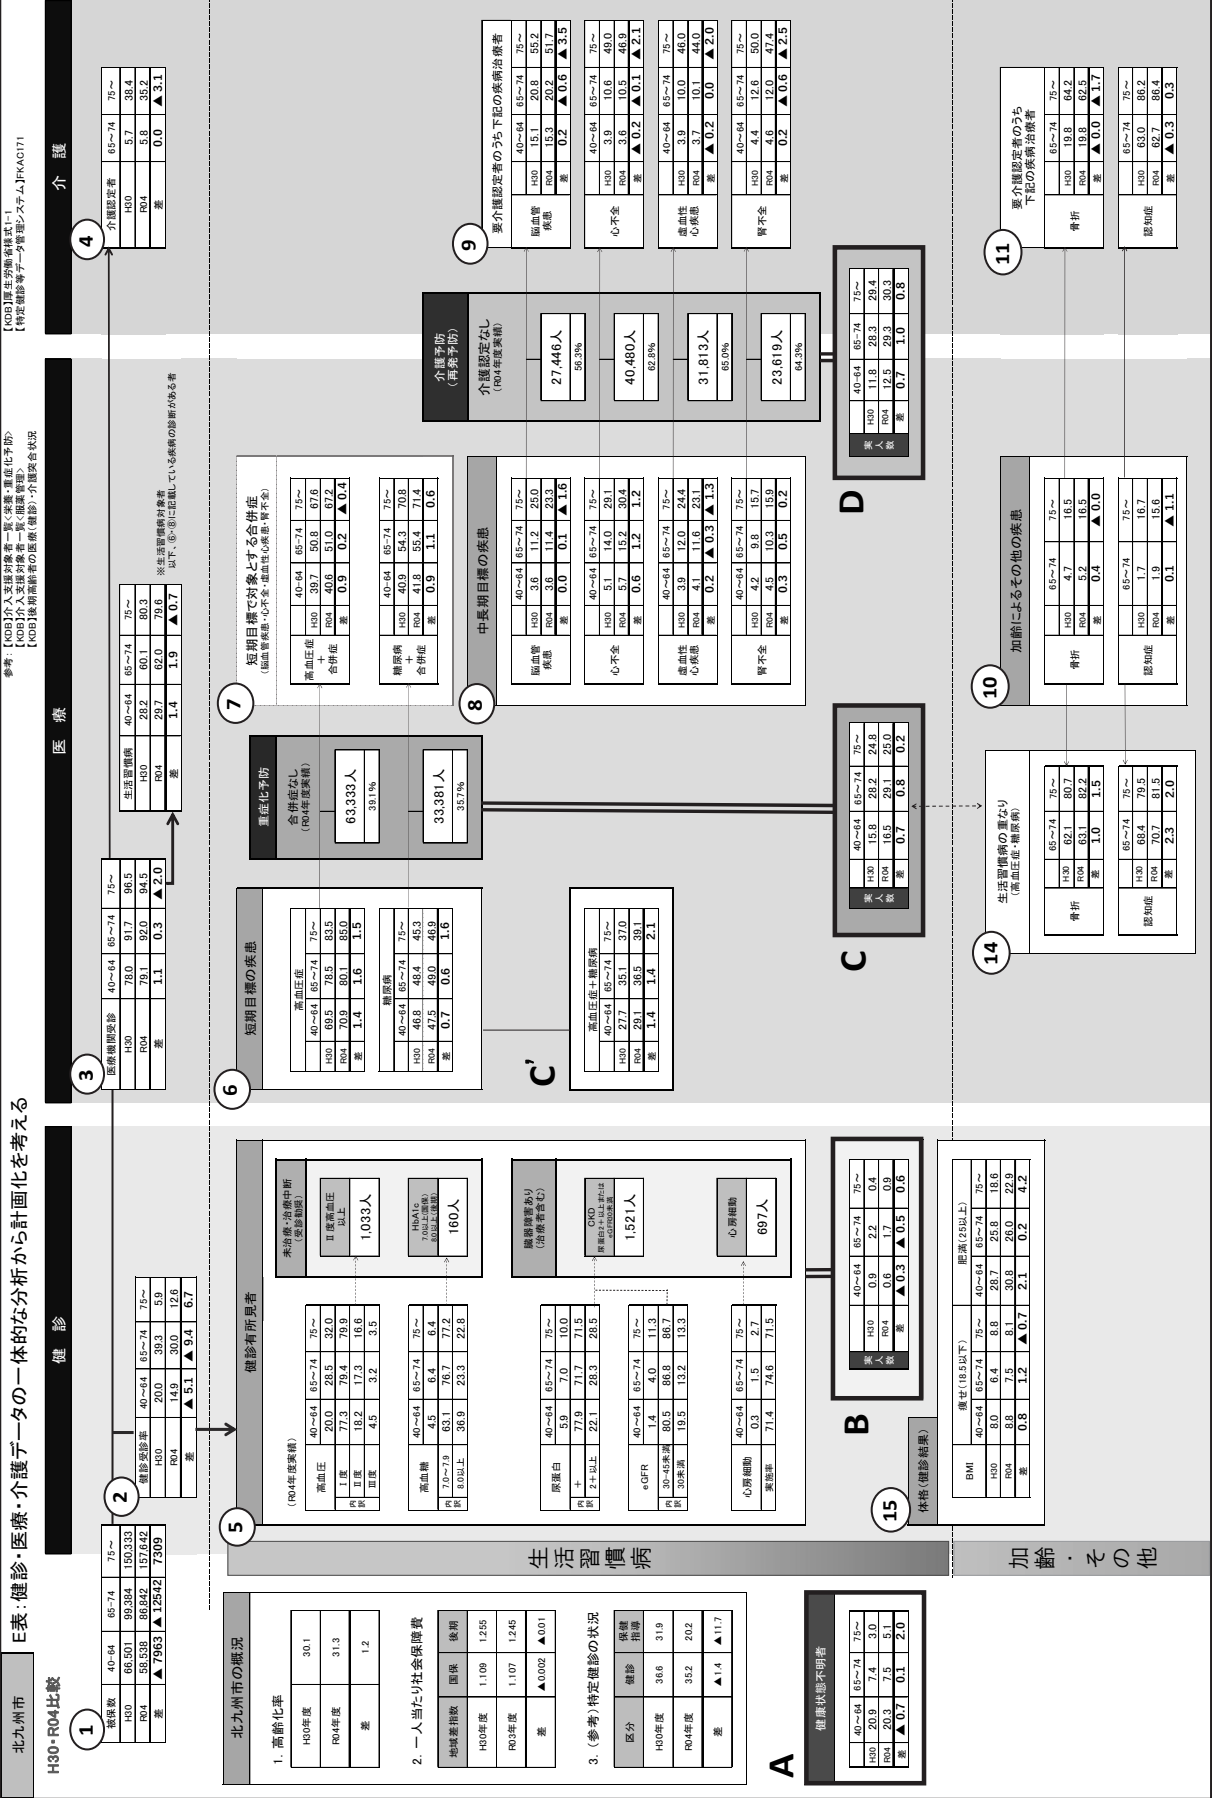 北九州市
E表:健診・医療・介護データの一体的な分析から計画化を考える
参考:【KDB】介入支援対象者一覧<栄養・重症化予防>
【KDB】介入支援対象者一覧<服薬管理>
【KDB】後期高齢者の医療(健診)・介護突合状況
【KDB】厚生労働省様式1-1
【特定健診等データ管理システム】FKAC171
H30・R04比較
健 診
医 療
介 護
1
被保数 40-64 65-74 75~
H30 66,501 99,384 150,333
R04 58,538 86,842 157,642
差 ▲ 7963 ▲ 12542 7309
2
健診受診率 40~64 65~74 75~
H30 20.0 39.3 5.9
R04 14.9 30.0 12.6
差 ▲ 5.1 ▲ 9.4 6.7
3
医療機関受診 40~64 65~74 75~
H30 78.0 91.7 96.5
R04 79.1 92.0 94.5
差 1.1 0.3 ▲ 2.0
生活習慣病 40~64 65~74 75~
H30 28.2 60.1 80.3
R04 29.7 62.0 79.6
差 1.4 1.9 ▲ 0.7
※生活習慣病対象者
以下、⑥・⑧に記載している疾病の診断がある者
4
介護認定者 65~74 75~
H30 5.7 38.4
R04 5.8 35.2
差 0.0 ▲ 3.1
北九州市の概況
1. 高齢化率
H30年度 30.1
R04年度 31.3
差 1.2
2. 一人当たり社会保障費
地域差指数 国保 後期
H30年度 1.109 1.255
R03年度 1.107 1.245
差 ▲0.002 ▲0.01
3. (参考)特定健診の状況
区分 健診 保健指導
H30年度 36.6 31.9
R04年度 35.2 20.2
差 ▲1.4 ▲11.7
A
健康状態不明者
40~64 65~74 75~
H30 20.9 7.4 3.0
R04 20.3 7.5 5.1
差 ▲ 0.7 0.1 2.0
生活習慣病
加齢・その他
5
健診有所見者
(R04年度実績)
高血圧 40~64 65~74 75~
20.0 28.5 32.0
内訳 Ⅰ度 77.3 79.4 79.9
Ⅱ度 18.2 17.3 16.6
Ⅲ度 4.5 3.2 3.5
高血糖 40~64 65~74 75~
4.5 6.4 6.4
内訳 7.0~7.9 63.1 76.7 77.2
8.0以上 36.9 23.3 22.8
尿蛋白 40~64 65~74 75~
5.9 7.0 10.0
内訳 + 77.9 71.7 71.5
2+以上 22.1 28.3 28.5
eGFR 40~64 65~74 75~
1.4 4.0 11.3
内訳 30-45未満 80.5 86.8 86.7
30未満 19.5 13.2 13.3
心房細動 40~64 65~74 75~
0.3 1.5 2.7
実施率 71.4 74.6 71.5
未治療・治療中断
(受診勧奨)
Ⅱ度高血圧
以上
1,033人
HbA1c
7.0以上(国保)
8.0以上(後期)
160人
臓器障害あり
(治療者含む)
CKD
尿蛋白2+以上または
eGFR30未満
1,521人
心房細動
697人
B
実人数
40~64 65~74 75~
H30 0.9 2.2 0.4
R04 0.6 1.7 0.9
差 ▲ 0.3 ▲ 0.5 0.6
15
体格(健診結果)
BMI 痩せ(18.5以下) 肥満(25以上)
40~64 65~74 75~ 40~64 65~74 75~
H30 8.0 6.4 8.8 28.7 25.8 18.6
R04 8.8 7.5 8.1 30.8 26.0 22.9
差 0.8 1.2 ▲ 0.7 2.1 0.2 4.2
6
短期目標の疾患
高血圧症
40~64 65~74 75~
H30 69.5 78.5 83.5
R04 70.9 80.1 85.0
差 1.4 1.6 1.5
糖尿病
40~64 65~74 75~
H30 46.8 48.4 45.3
R04 47.5 49.0 46.9
差 0.7 0.6 1.6
C'
高血圧症+糖尿病
40~64 65~74 75~
H30 27.7 35.1 37.0
R04 29.1 36.5 39.1
差 1.4 1.4 2.1
重症化予防
合併症なし
(R04年度実績)
63,333人
39.1%
33,381人
35.7%
C
実人数
40~64 65~74 75~
H30 15.8 28.2 24.8
R04 16.5 29.1 25.0
差 0.7 0.8 0.2
7
短期目標で対象とする合併症
(脳血管疾患・心不全・虚血性心疾患・腎不全)
高血圧症
+
合併症
40-64 65-74 75~
H30 39.7 50.8 67.6
R04 40.6 51.0 67.2
差 0.9 0.2 ▲ 0.4
糖尿病
+
合併症
40-64 65-74 75~
H30 40.9 54.3 70.8
R04 41.8 55.4 71.4
差 0.9 1.1 0.6
8
中長期目標の疾患
脳血管疾患
40~64 65~74 75~
H30 3.6 11.2 25.0
R04 3.6 11.4 23.3
差 0.0 0.1 ▲ 1.6
心不全
40~64 65~74 75~
H30 5.1 14.0 29.1
R04 5.7 15.2 30.4
差 0.6 1.2 1.2
虚血性心疾患
40~64 65~74 75~
H30 3.9 12.0 24.4
R04 4.1 11.6 23.1
差 0.2 ▲ 0.3 ▲ 1.3
腎不全
40~64 65~74 75~
H30 4.2 9.8 15.7
R04 4.5 10.3 15.9
差 0.3 0.5 0.2
介護予防
(再発予防)
介護認定なし
(R04年度実績)
27,446人
56.3%
40,480人
62.8%
31,813人
65.0%
23,619人
64.3%
D
実人数
40-64 65-74 75~
H30 11.8 28.3 29.4
R04 12.5 29.3 30.3
差 0.7 1.0 0.8
9
要介護認定者のうち下記の疾病治療者
脳血管疾患
40~64 65~74 75~
H30 15.1 20.8 55.2
R04 15.3 20.2 51.7
差 0.2 ▲ 0.6 ▲ 3.5
心不全
40~64 65~74 75~
H30 3.9 10.6 49.0
R04 3.6 10.5 46.9
差 ▲ 0.2 ▲ 0.1 ▲ 2.1
虚血性心疾患
40~64 65~74 75~
H30 3.9 10.0 46.0
R04 3.7 10.1 44.0
差 ▲ 0.2 0.0 ▲ 2.0
腎不全
40~64 65~74 75~
H30 4.4 12.6 50.0
R04 4.6 12.0 47.4
差 0.2 ▲ 0.6 ▲ 2.5
14
生活習慣病の重なり
(高血圧症・糖尿病)
骨折
65~74 75~
H30 62.1 80.7
R04 63.1 82.2
差 1.0 1.5
認知症
65~74 75~
H30 68.4 79.5
R04 70.7 81.5
差 2.3 2.0
10
加齢によるその他の疾患
骨折
65~74 75~
H30 4.7 16.5
R04 5.2 16.5
差 0.4 ▲ 0.0
認知症
65~74 75~
H30 1.7 16.7
R04 1.9 15.6
差 0.1 ▲ 1.1
11
要介護認定者のうち
下記の疾病治療者
骨折
65~74 75~
H30 19.8 64.2
R04 19.8 62.5
差 ▲ 0.0 ▲ 1.7
認知症
65~74 75~
H30 63.0 86.2
R04 62.7 86.4
差 ▲ 0.3 0.3